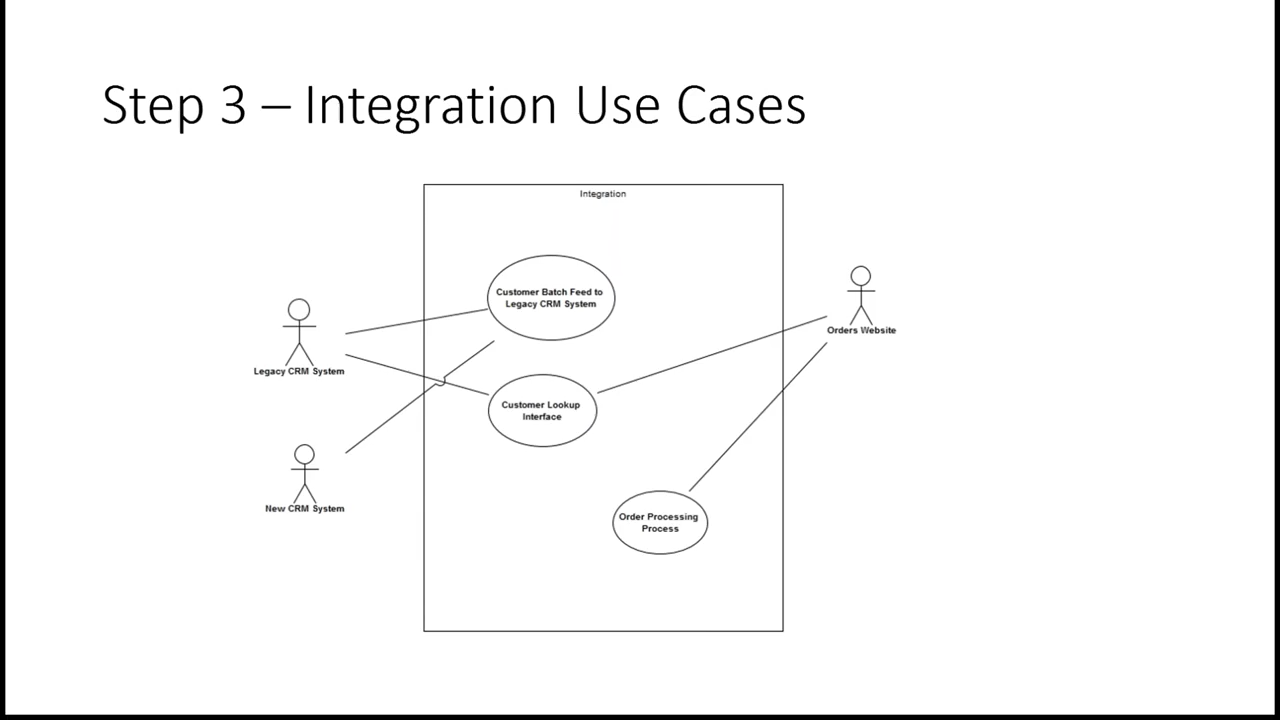 Step 3 – Integration Use Cases
Integration
Customer Batch Feed to
Legacy CRM System
Orders Website
Legacy CRM System
Customer Lookup
Interface
New CRM System
Order Processing
Process